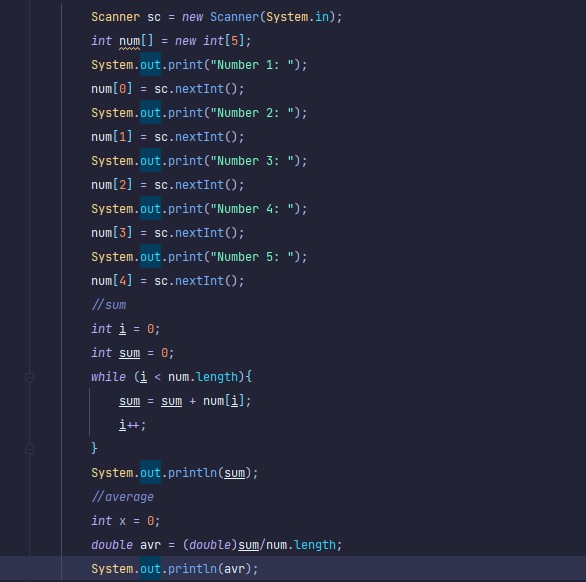 Scanner sc = new Scanner(System.in);
int num[] = new int[5];
System.out.print("Number 1: ");
num[0] = sc.nextInt();
System.out.print("Number 2: ");
num[1] = sc.nextInt();
System.out.print("Number 3: ");
num[2] = sc.nextInt();
System.out.print("Number 4: ");
num[3] = sc.nextInt();
System.out.print("Number 5: ");
num[4] = sc.nextInt();
//sum
int i = 0;
int sum = 0;
while (i < num.length){
sum = sum + num[i];
i++;
}
System.out.println(sum);
//average
int x = 0;
double avr = (double)sum/num.length;
System.out.println(avr);